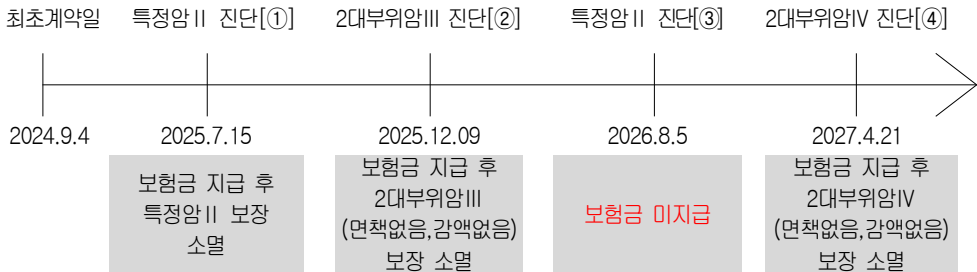 최초계약일 특정암Ⅱ 진단[①] 2대부위암III 진단[②] 특정암Ⅱ 진단[③] 2대부위암IV 진단[④]
2024.9.4 2025.7.15 2025.12.09 2026.8.5 2027.4.21
보험금 지급 후
특정암Ⅱ 보장
소멸
보험금 지급 후
2대부위암III
(면책없음,감액없음)
보장 소멸
보험금 미지급
보험금 지급 후
2대부위암IV
(면책없음,감액없음)
보장 소멸